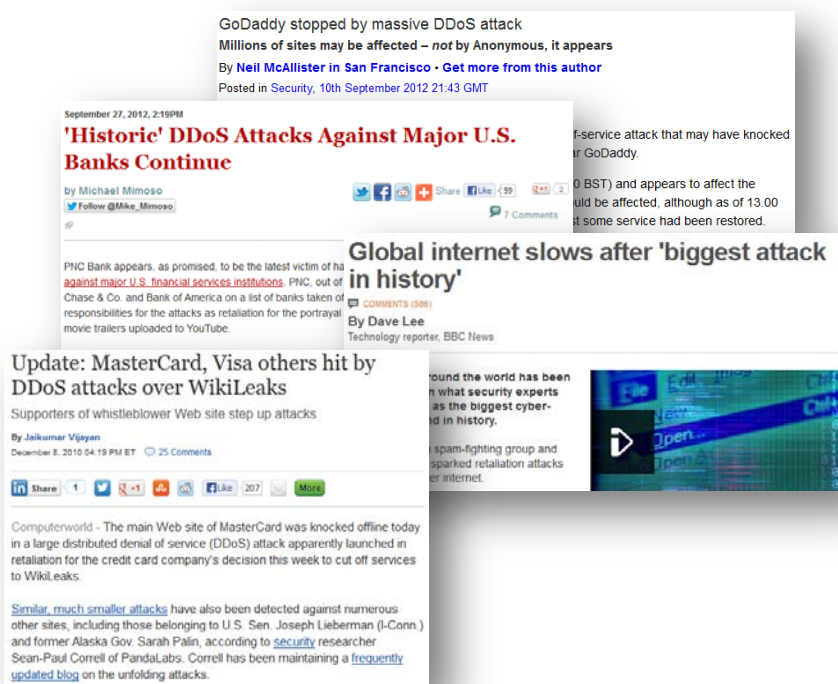 GoDaddy stopped by massive DDoS attack
Millions of sites may be affected – not by Anonymous, it appears
By Neil McAllister in San Francisco • Get more from this author
Posted in Security, 10th September 2012 21:43 GMT
f-service attack that may have knocked
ar GoDaddy.
0 BST) and appears to affect the
uld be affected, although as of 13.00
st some service had been restored.
September 27, 2012, 2:19PM
'Historic' DDoS Attacks Against Major U.S.
Banks Continue
by Michael Mimoso
Follow @Mike_Mimoso
Share Like 59 +1 2
7 Comments
PNC Bank appears, as promised, to be the latest victim of ha
against major U.S. financial services institutions. PNC, out of
Chase & Co. and Bank of America on a list of banks taken of
responsibilities for the attacks as retaliation for the portrayal
movie trailers uploaded to YouTube.
Global internet slows after 'biggest attack
in history'
COMMENTS (586)
By Dave Lee
Technology reporter, BBC News
round the world has been
n what security experts
as the biggest cyber-
d in history.
spam-fighting group and
sparked retaliation attacks
er internet.
File Edit
New
Open...
Update: MasterCard, Visa others hit by
DDoS attacks over WikiLeaks
Supporters of whistleblower Web site step up attacks
By Jaikumar Vijayan
December 8, 2010 04:19 PM ET 25 Comments
in Share 1 +1 Like 207 More
Computerworld - The main Web site of MasterCard was knocked offline today
in a large distributed denial of service (DDoS) attack apparently launched in
retaliation for the credit card company's decision this week to cut off services
to WikiLeaks.
Similar, much smaller attacks have also been detected against numerous
other sites, including those belonging to U.S. Sen. Joseph Lieberman (I-Conn.)
and former Alaska Gov. Sarah Palin, according to security researcher
Sean-Paul Correll of PandaLabs. Correll has been maintaining a frequently
updated blog on the unfolding attacks.